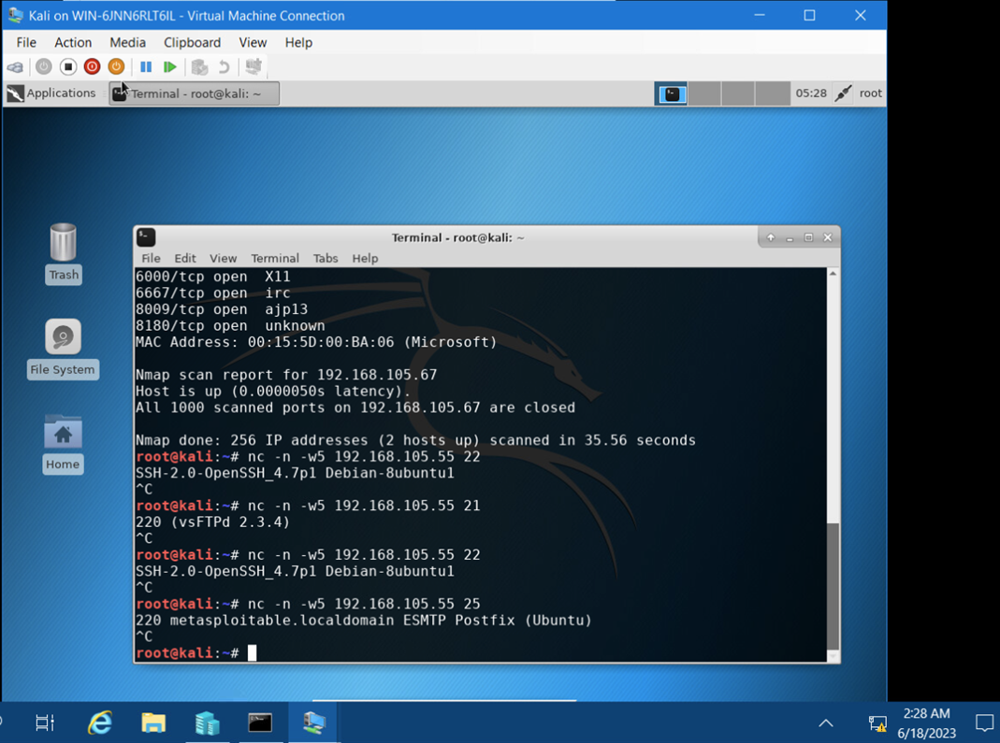 Kali on WIN-6JNN6RLT6IL - Virtual Machine Connection
File Action Media Clipboard View Help
Applications
Terminal - root@kali: ~
05:28
root
Trash
File System
Home
Terminal - root@kali: ~
File Edit View Terminal Tabs Help
6000/tcp open  X11
6667/tcp open  irc
8009/tcp open  ajp13
8180/tcp open  unknown
MAC Address: 00:15:5D:00:BA:06 (Microsoft)
Nmap scan report for 192.168.105.67
Host is up (0.0000050s latency).
All 1000 scanned ports on 192.168.105.67 are closed
Nmap done: 256 IP addresses (2 hosts up) scanned in 35.56 seconds
root@kali:~# nc -n -w5 192.168.105.55 22
SSH-2.0-OpenSSH_4.7p1 Debian-8ubuntu1
^C
root@kali:~# nc -n -w5 192.168.105.55 21
220 (vsFTPd 2.3.4)
^C
root@kali:~# nc -n -w5 192.168.105.55 22
SSH-2.0-OpenSSH_4.7p1 Debian-8ubuntu1
^C
root@kali:~# nc -n -w5 192.168.105.55 25
220 metasploitable.localdomain ESMTP Postfix (Ubuntu)
^C
root@kali:~#
2:28 AM
6/18/2023